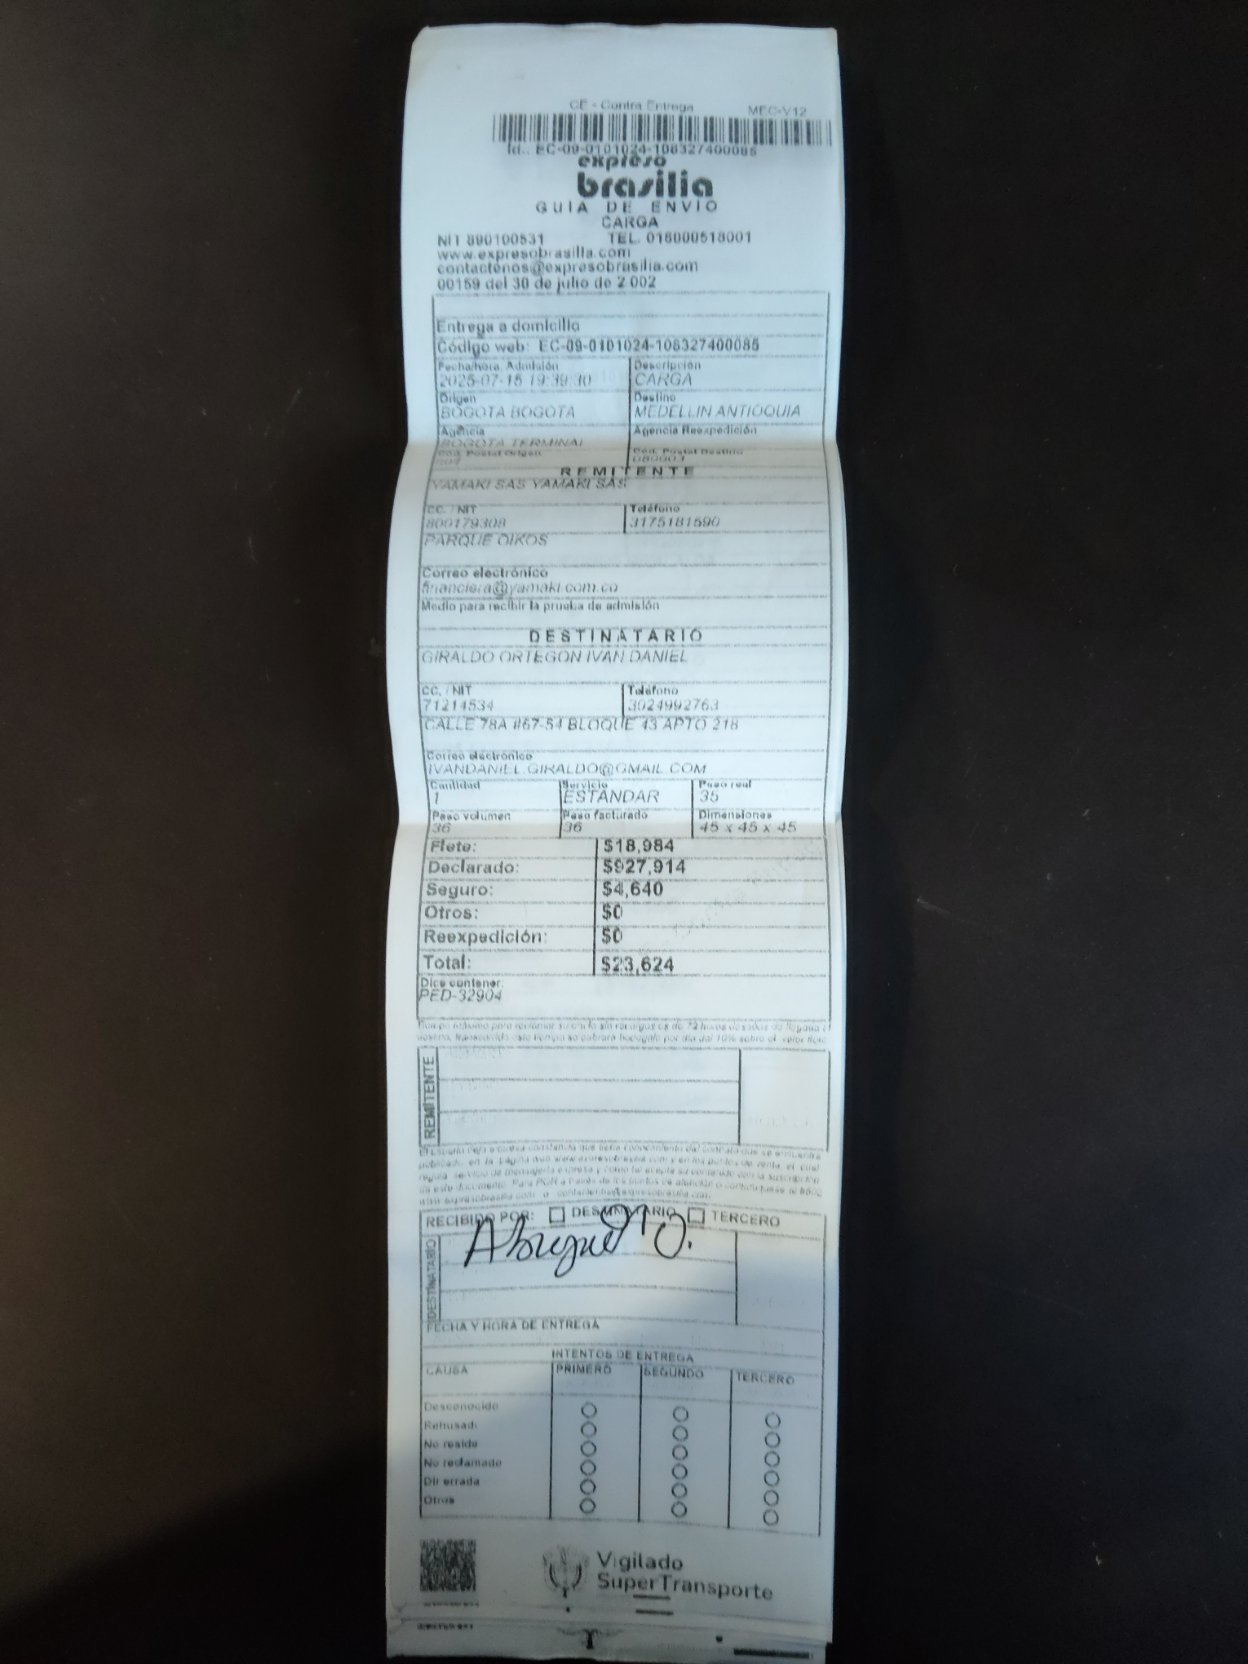 CE - Contra Entrega MEC-V12
Id.: EC-09-0101024-108327400085
expreso
brasilia
GUIA DE ENVIO
CARGA
NIT 890100531 TEL. 018000518001
www.expresobrasilia.com
contactenos@expresobrasilia.com
00159 del 30 de julio de 2 002
Entrega a domicilio
Código web: EC-09-0101024-108327400085
Fecha/hora. Admisión Descripción
2025-07-15 19:39:30 CARGA
Origen Destino
BOGOTA BOGOTA MEDELLIN ANTIOQUIA
Agencia Agencia Reexpedición
BOGOTA TERMINAL
Cód. Postal Origen Cód. Postal Destino
REMITENTE
YAMAKI SAS YAMAKI SAS
CC. / NIT Teléfono
800179308 3175181590
PARQUE OIKOS
Correo electrónico
financiera@yamaki.com.co
Medio para recibir la prueba de admisión
DESTINATARIO
GIRALDO ORTEGON IVAN DANIEL
CC. / NIT Teléfono
71214534 3024992763
CALLE 78A #67-54 BLOQUE 43 APTO 218
Correo electrónico
IVANDANIEL.GIRALDO@GMAIL.COM
Cantidad Servicio Peso real
1 ESTANDAR 35
Peso volumen Peso facturado Dimensiones
36 36 45 x 45 x 45
Flete: $18,984
Declarado: $927,914
Seguro: $4,640
Otros: $0
Reexpedición: $0
Total: $23,624
Dice contener:
PED-32904
REMITENTE
RECIBIDO POR: DESTINATARIO TERCERO
DESTINATARIO
FECHA Y HORA DE ENTREGA
INTENTOS DE ENTREGA
CAUSA PRIMERO SEGUNDO TERCERO
Desconocido
Rehusad
No reside
No reclamado
Dir errada
Otros
Vigilado
SuperTransporte